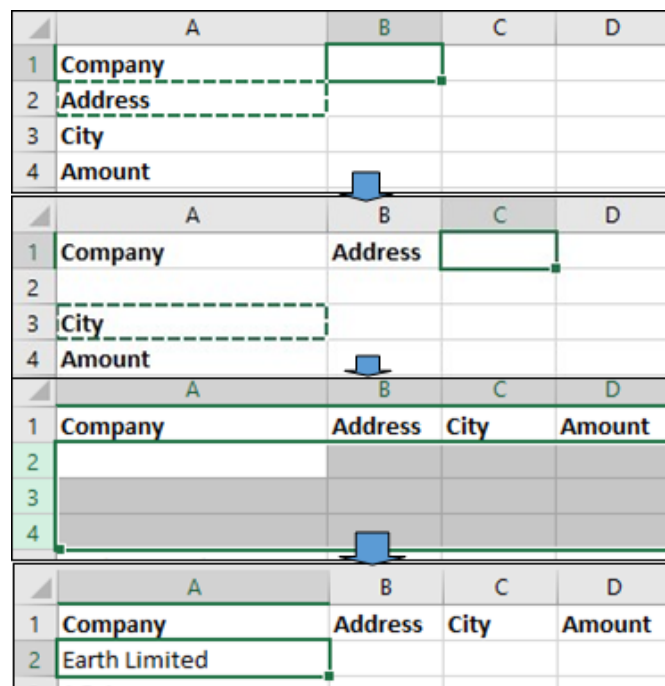 A B C D
1 Company
2 Address
3 City
4 Amount
A B C D
1 Company Address
2
3 City
4 Amount
A B C D
1 Company Address City Amount
2
3
4
A B C D
1 Company Address City Amount
2 Earth Limited